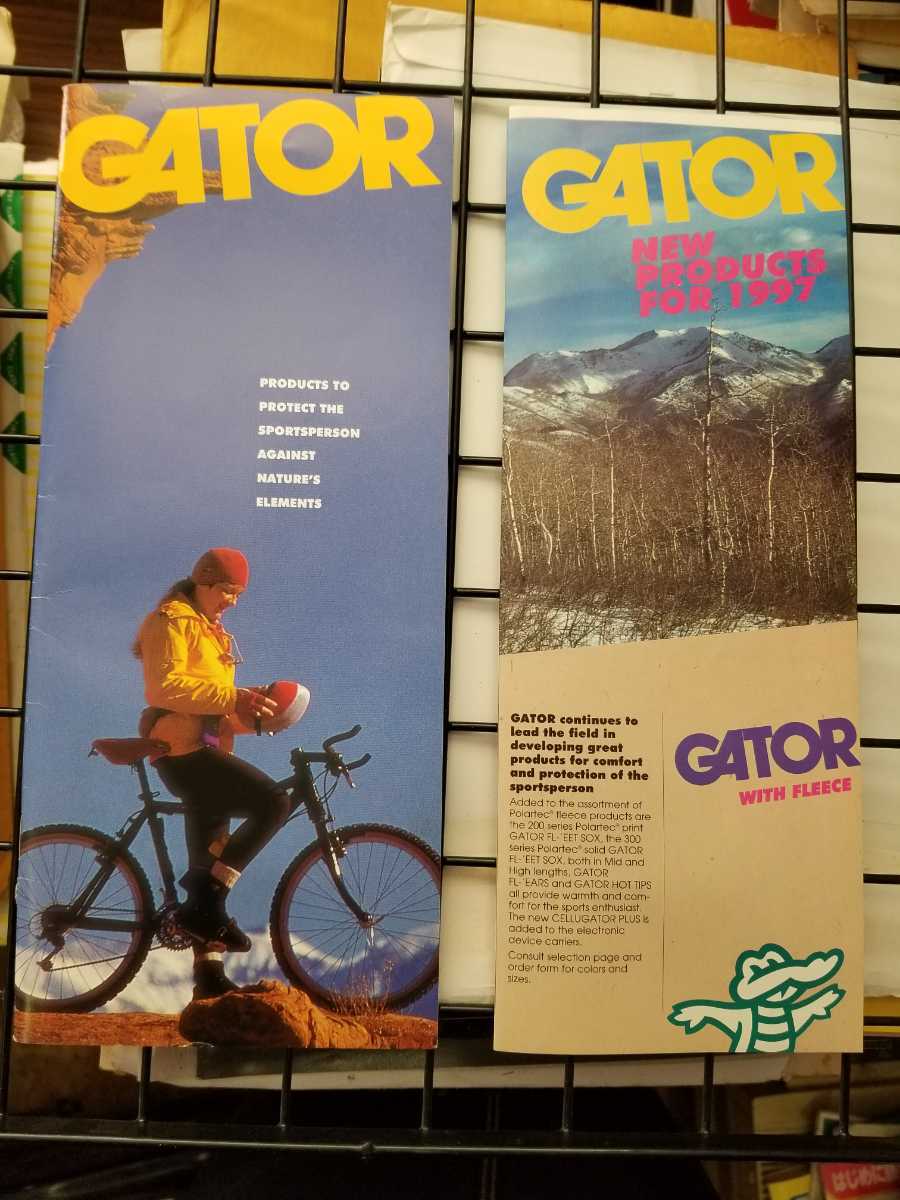 GATOR
PRODUCTS TO
PROTECT THE
SPORTSPERSON
AGAINST
NATURE'S
ELEMENTS
GATOR
NEW
PRODUCTS
FOR 1997
GATOR continues to
lead the field in
developing great
products for comfort
and protection of the
sportsperson
Added to the assortment of
Polartec® fleece products are
the 200 series Polartec® print
GATOR FL-'EET SOX, the 300
series Polartec® solid GATOR
FL-'EET SOX, both in Mid and
High lengths, GATOR
FL-'EARS and GATOR HOT TIPS
all provide warmth and com-
fort for the sports enthusiast.
The new CELLUGATOR PLUS is
added to the electronic
device carriers.
Consult selection page and
order form for colors and
sizes.
GATOR
WITH FLEECE
はじめに